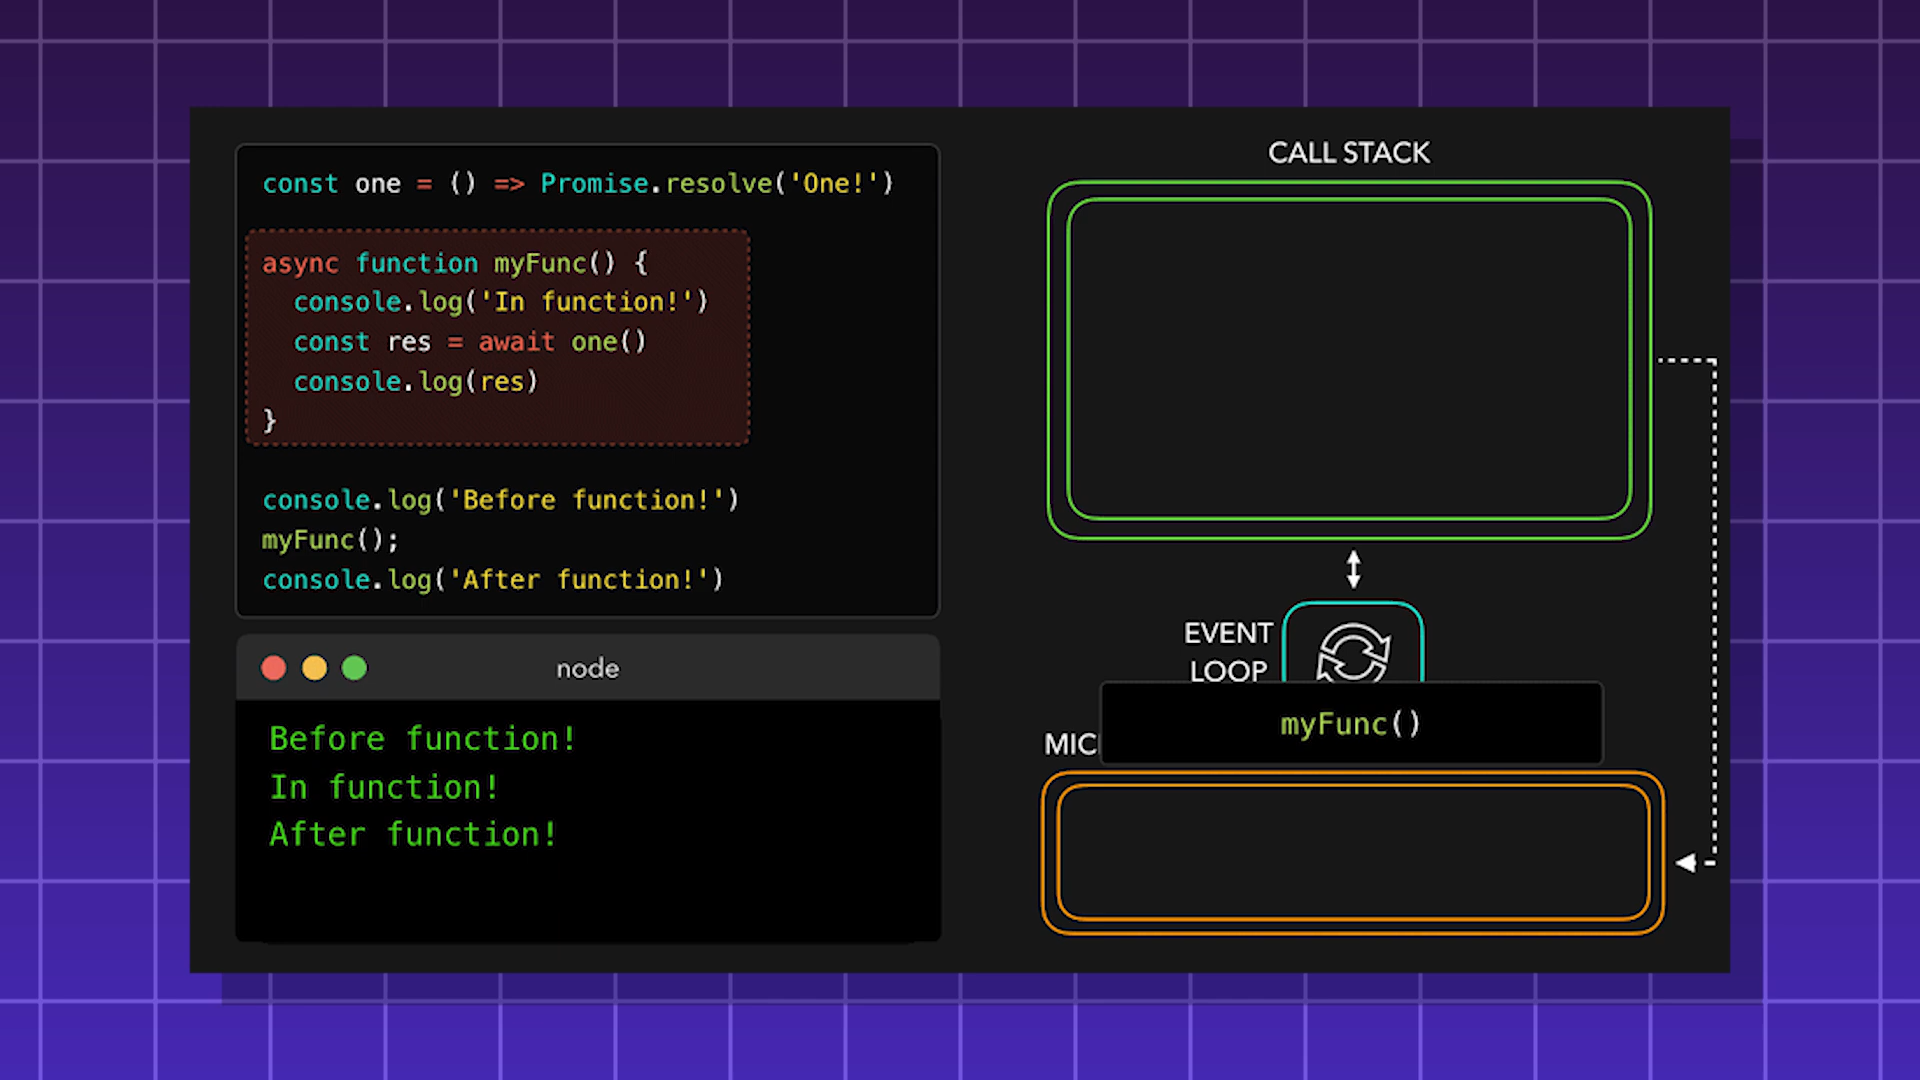 const one = () => Promise.resolve('One!')
async function myFunc() {
  console.log('In function!')
  const res = await one()
  console.log(res)
}
console.log('Before function!')
myFunc();
console.log('After function!')
node
Before function!
In function!
After function!
CALL STACK
EVENT
LOOP
myFunc()
MIC